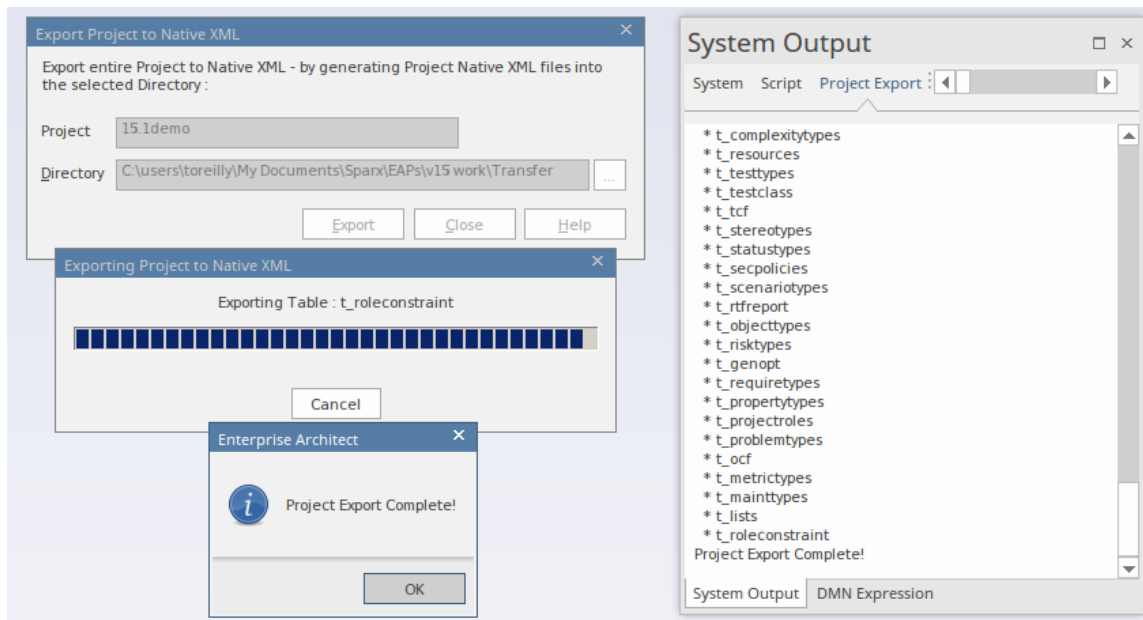 Export Project to Native XML
Export entire Project to Native XML - by generating Project Native XML files into
the selected Directory :
Project
15.1demo
Directory
C:\users\toreilly\My Documents\Sparx\EAPs\v15 work\Transfer
...
Export
Close
Help
Exporting Project to Native XML
Exporting Table : t_roleconstraint
Cancel
Enterprise Architect
Project Export Complete!
OK
System Output
System Script Project Export
* t_complexitytypes
* t_resources
* t_testtypes
* t_testclass
* t_tcf
* t_stereotypes
* t_statustypes
* t_secpolicies
* t_scenariotypes
* t_rtfreport
* t_objecttypes
* t_risktypes
* t_genopt
* t_requiretypes
* t_propertytypes
* t_projectroles
* t_problemtypes
* t_ocf
* t_metrictypes
* t_mainttypes
* t_lists
* t_roleconstraint
Project Export Complete!
System Output DMN Expression